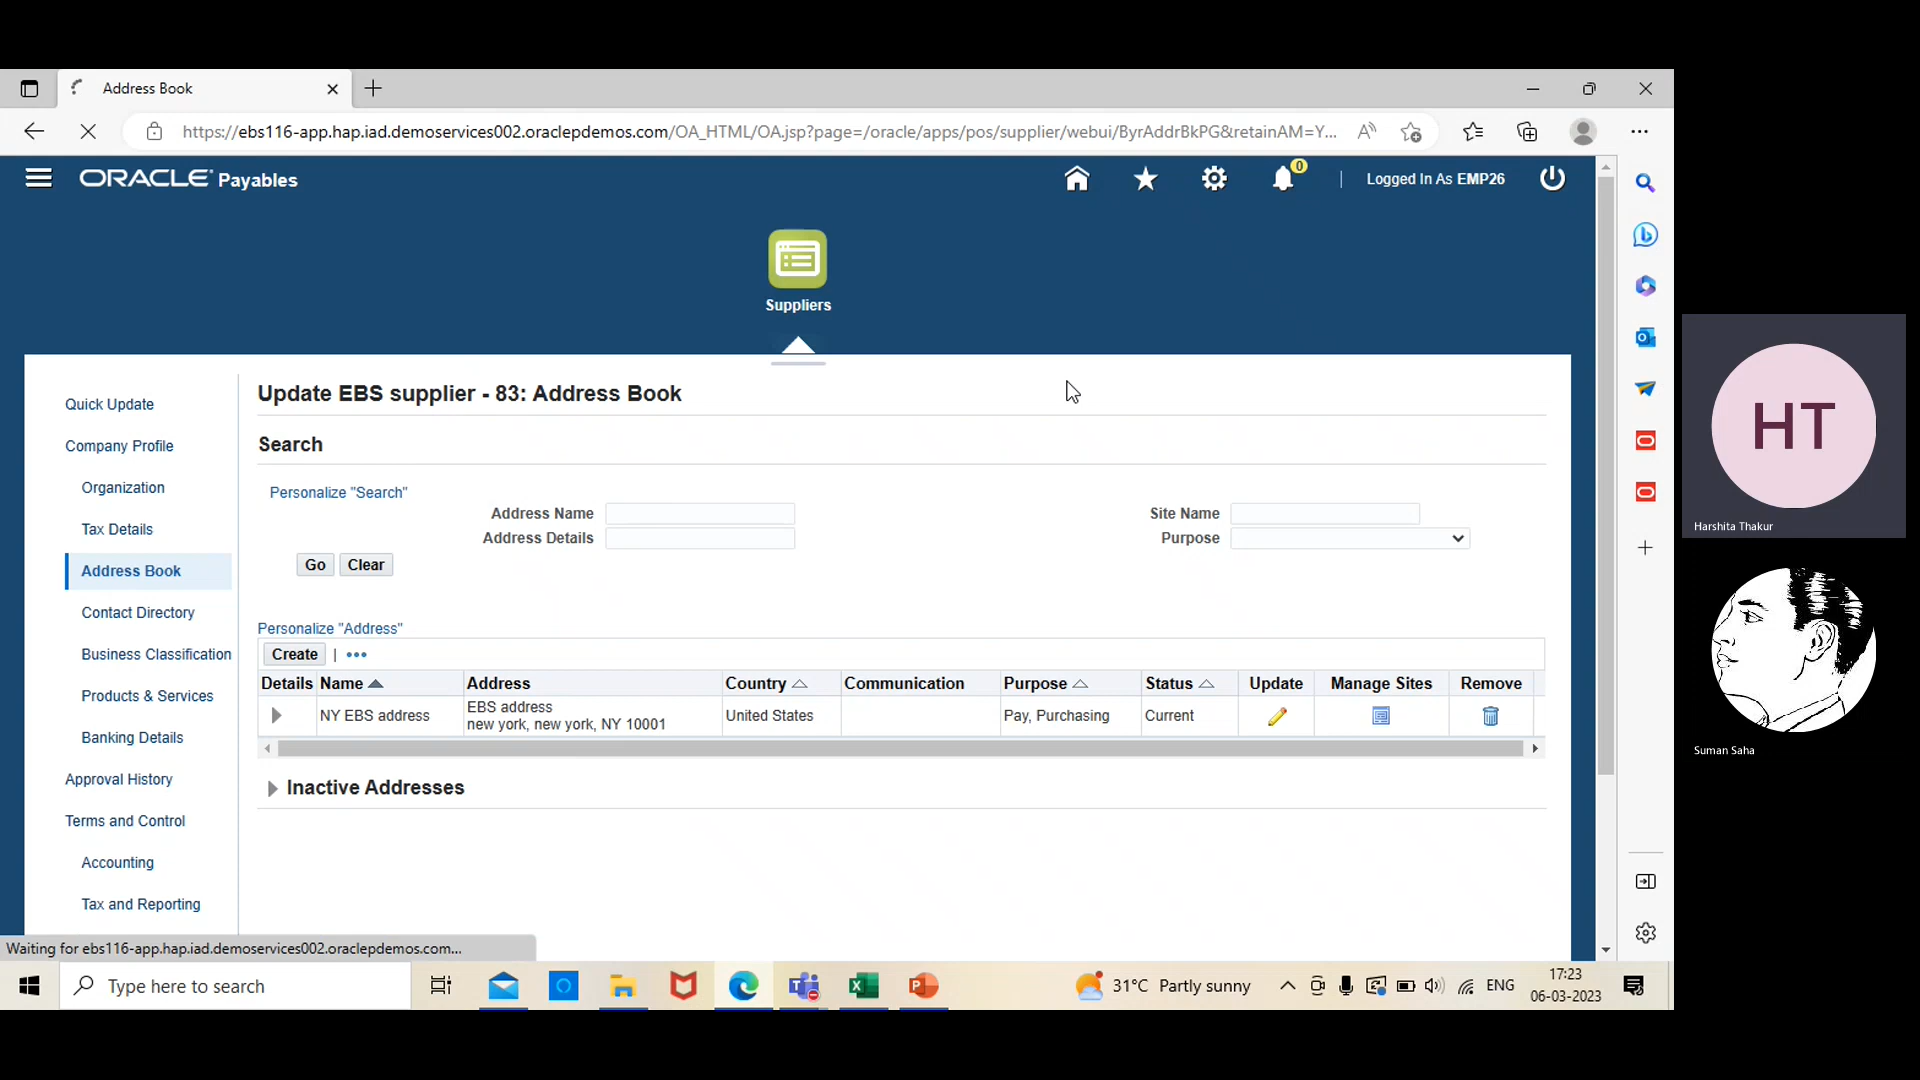 Address Book
https://ebs116-app.hap.iad.demoservices002.oraclepdemos.com/OA_HTML/OA.jsp?page=/oracle/apps/pos/supplier/webui/ByrAddrBkPG&retainAM=Y...
ORACLE Payables
0
Logged In As EMP26
Suppliers
Quick Update
Company Profile
Organization
Tax Details
Address Book
Contact Directory
Business Classification
Products & Services
Banking Details
Approval History
Terms and Control
Accounting
Tax and Reporting
Update EBS supplier - 83: Address Book
Search
Personalize "Search"
Address Name
Site Name
Address Details
Purpose
Go Clear
Personalize "Address"
Create | •••
Details Name Address Country Communication Purpose Status Update Manage Sites Remove
NY EBS address EBS address United States Pay, Purchasing Current
new york, new york, NY 10001
Inactive Addresses
Waiting for ebs116-app.hap.iad.demoservices002.oraclepdemos.com...
Type here to search
31°C Partly sunny
ENG
17:23
06-03-2023
HT
Harshita Thakur
Suman Saha